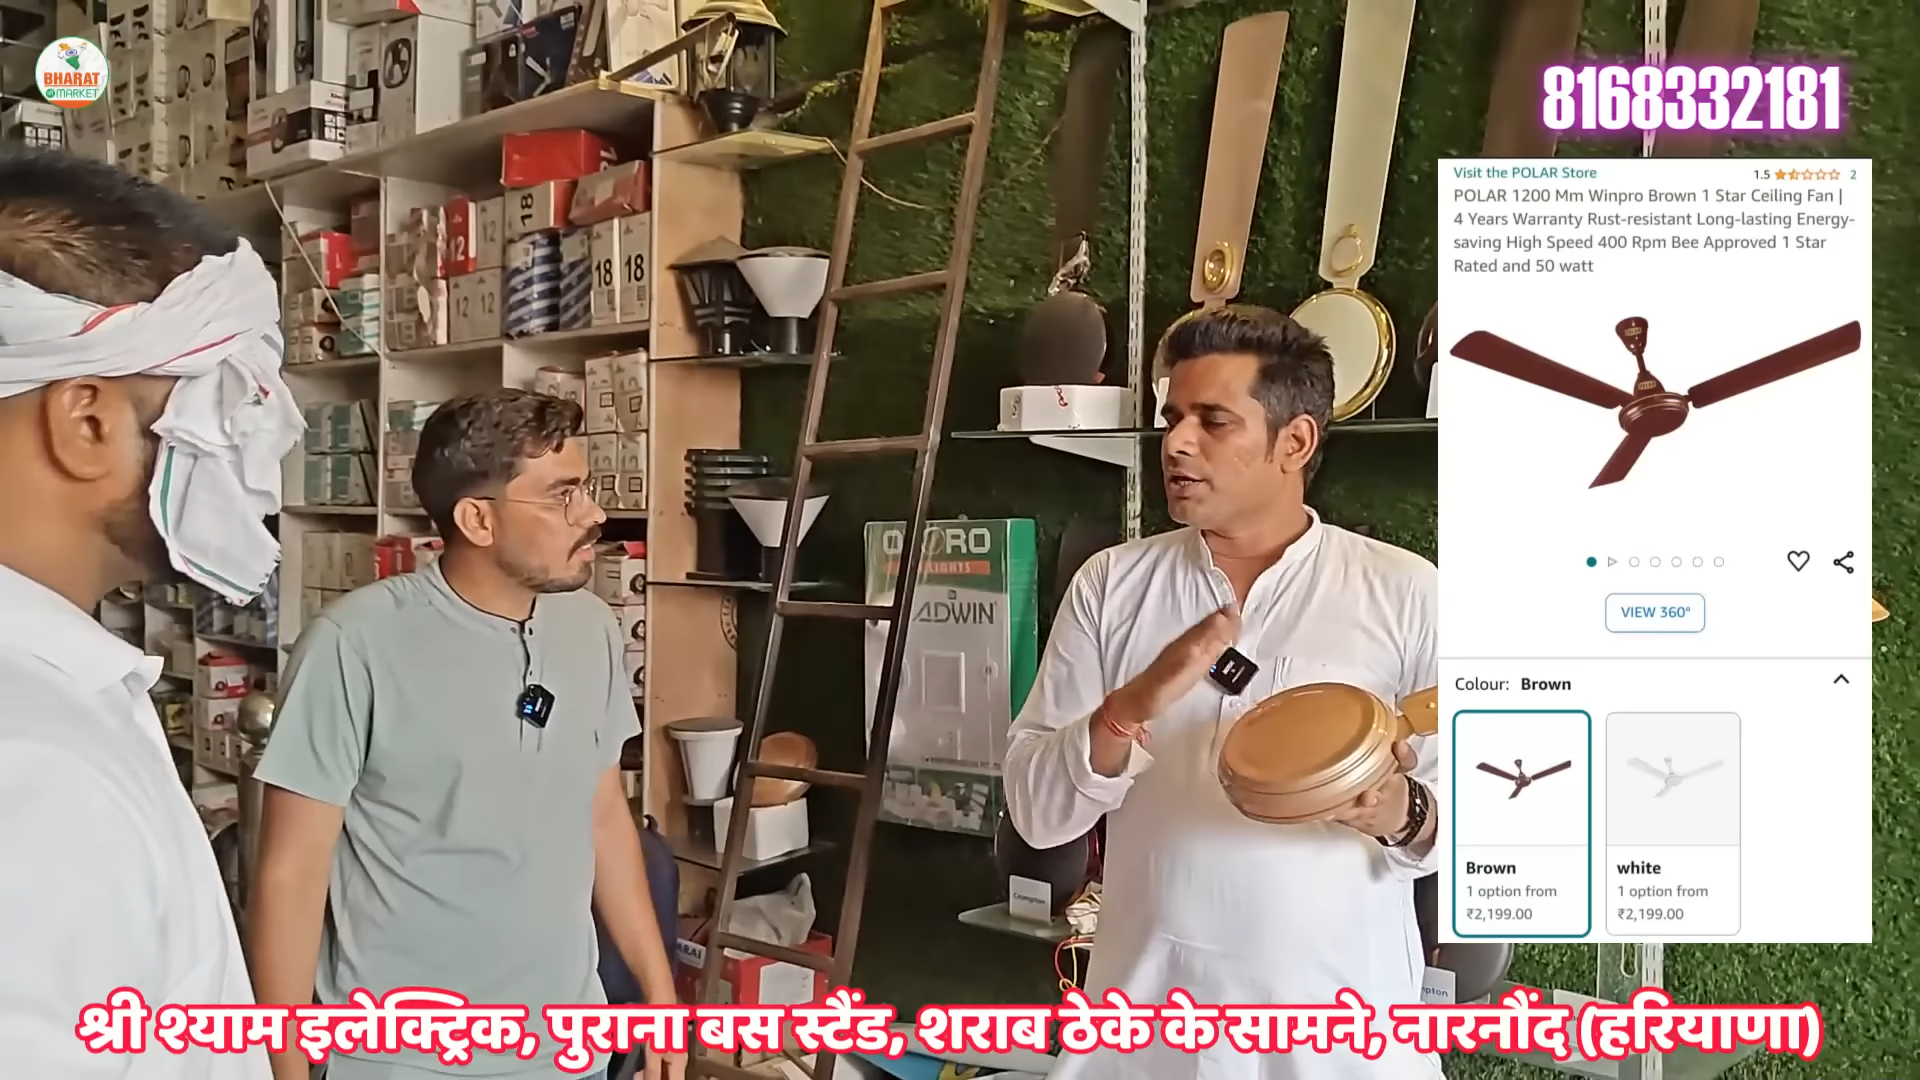 BHARAT
MARKET
8168332181
Visit the POLAR Store
1.5
2
POLAR 1200 Mm Winpro Brown 1 Star Ceiling Fan |
4 Years Warranty Rust-resistant Long-lasting Energy-
saving High Speed 400 Rpm Bee Approved 1 Star
Rated and 50 watt
VIEW 360°
Colour: Brown
Brown
1 option from
₹2,199.00
white
1 option from
₹2,199.00
18
12
12
12
18
18
LIGHTS
ADWIN
Crompton
श्री श्याम इलेक्ट्रिक, पुराना बस स्टैंड, शराब ठेके के सामने, नारनौंद (हरियाणा)